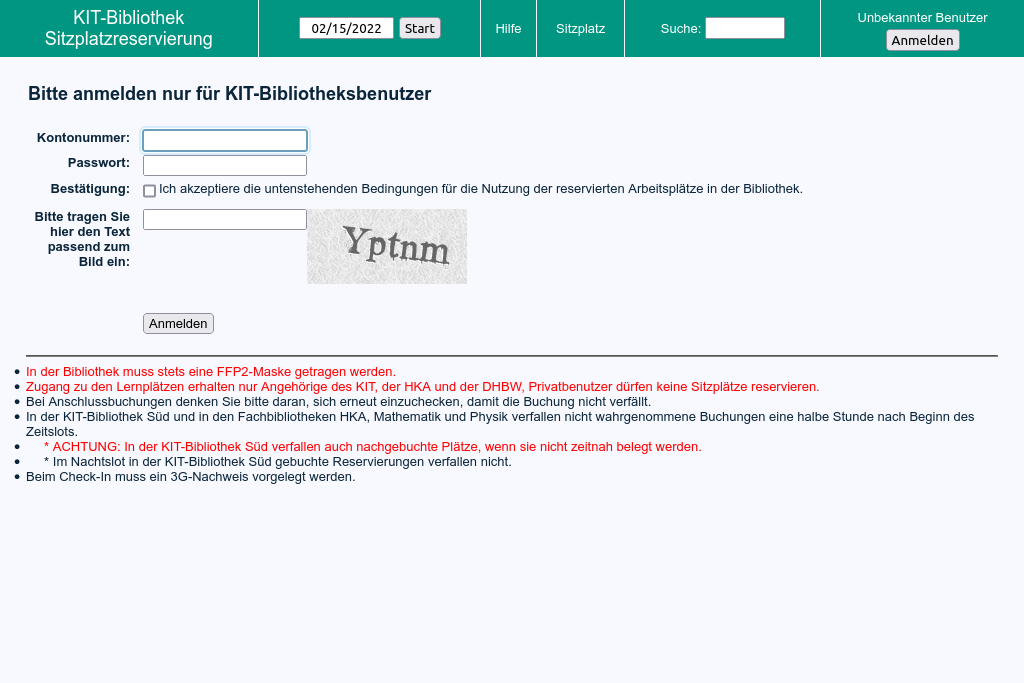 KIT-Bibliothek
Sitzplatzreservierung
02/15/2022 Start
Hilfe
Sitzplatz
Suche:
Unbekannter Benutzer
Anmelden
Bitte anmelden nur für KIT-Bibliotheksbenutzer
Kontonummer:
Passwort:
Bestätigung: Ich akzeptiere die untenstehenden Bedingungen für die Nutzung der reservierten Arbeitsplätze in der Bibliothek.
Bitte tragen Sie
hier den Text
passend zum
Bild ein:
Yptnm
Anmelden
• In der Bibliothek muss stets eine FFP2-Maske getragen werden.
• Zugang zu den Lernplätzen erhalten nur Angehörige des KIT, der HKA und der DHBW, Privatbenutzer dürfen keine Sitzplätze reservieren.
• Bei Anschlussbuchungen denken Sie bitte daran, sich erneut einzuchecken, damit die Buchung nicht verfällt.
• In der KIT-Bibliothek Süd und in den Fachbibliotheken HKA, Mathematik und Physik verfallen nicht wahrgenommene Buchungen eine halbe Stunde nach Beginn des
Zeitslots.
• * ACHTUNG: In der KIT-Bibliothek Süd verfallen auch nachgebuchte Plätze, wenn sie nicht zeitnah belegt werden.
• * Im Nachtslot in der KIT-Bibliothek Süd gebuchte Reservierungen verfallen nicht.
• Beim Check-In muss ein 3G-Nachweis vorgelegt werden.